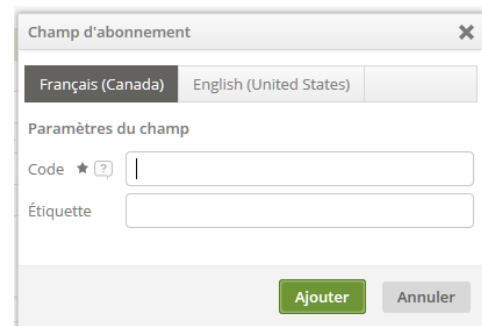 Champ d'abonnement
Français (Canada) English (United States)
Paramètres du champ
Code ★ ?
Étiquette
Ajouter Annuler